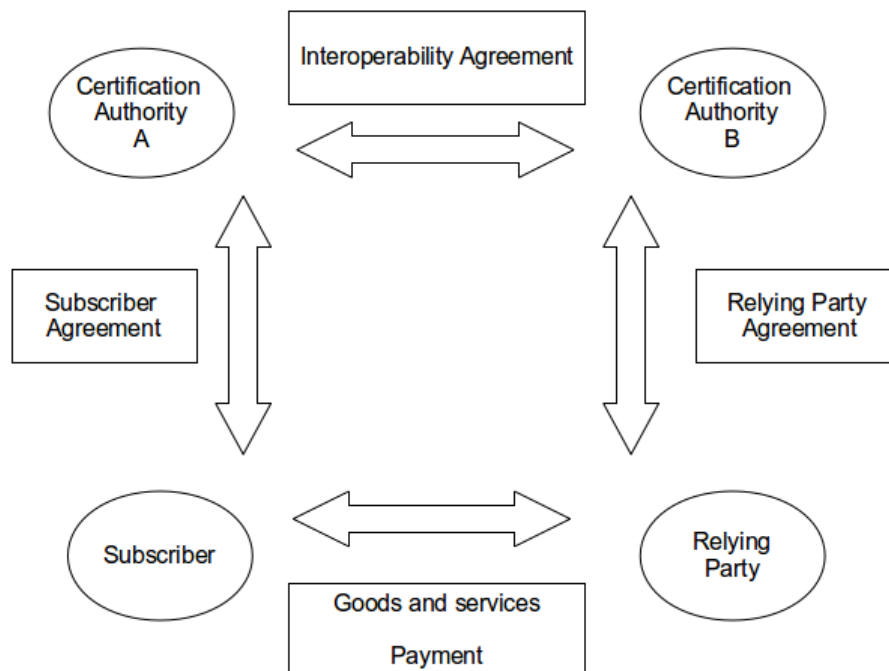 Interoperability Agreement
Certification
Authority
A
Certification
Authority
B
Subscriber
Agreement
Relying Party
Agreement
Subscriber
Relying
Party
Goods and services
Payment